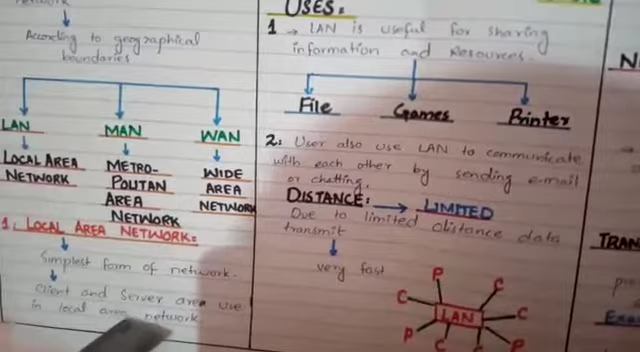 Network
According to geographical
boundaries
LAN
MAN
WAN
LOCAL AREA
NETWORK
METRO-
POLITAN
AREA
NETWORK
WIDE
AREA
NETWORK
1. LOCAL AREA NETWORK:
Simplest form of network.
Client and Server area use
in local area network.
USES:
1 → LAN is useful for sharing
information and Resources.
File
Games
Printer
2: User also use LAN to communicate
with each other by sending e-mail
or chatting.
DISTANCE: → LIMITED
Due to limited distance data
transmit
very fast
P
C
C
C
LAN
P
C
C
P
N
TRAN